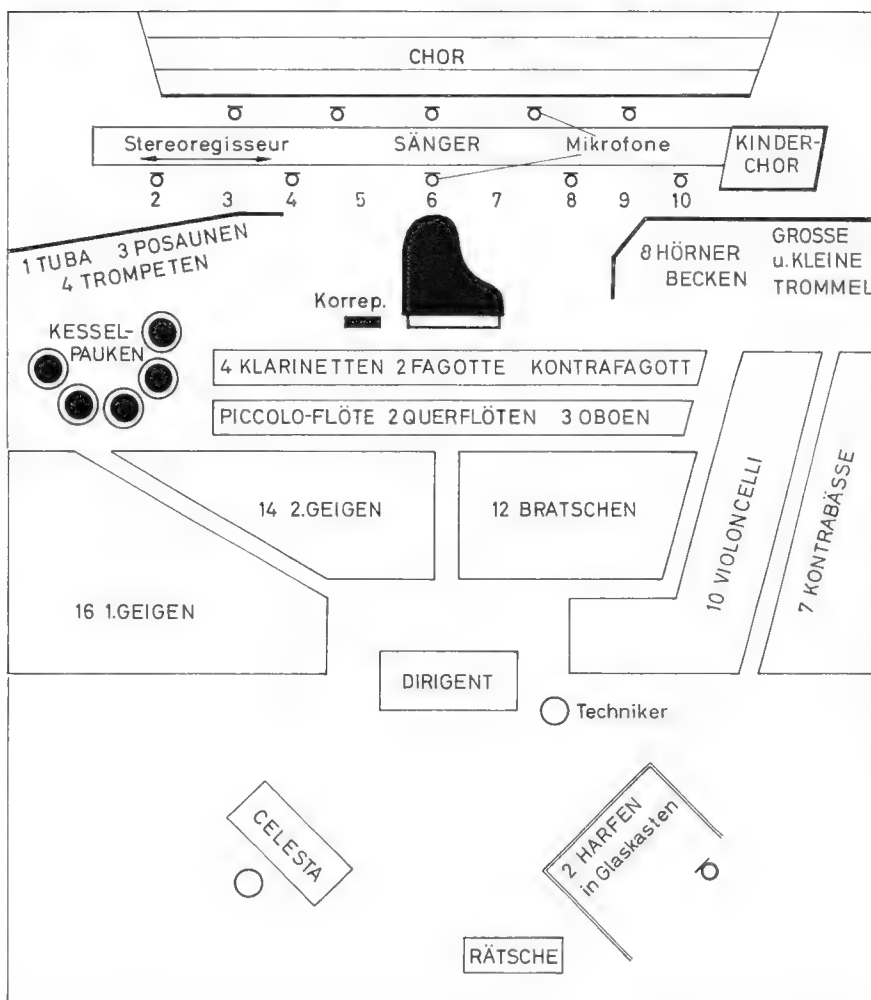 CHOR
Stereoregisseur
SÄNGER
Mikrofone
KINDER-
CHOR
2 3 4 5 6 7 8 9 10
1 TUBA 3 POSAUNEN
4 TROMPETEN
8 HÖRNER
BECKEN
GROSSE
u. KLEINE
TROMMEL
Korrep.
KESSEL-
PAUKEN
4 KLARINETTEN 2 FAGOTTE KONTRAFAGOTT
PICCOLO-FLÖTE 2 QUERFLÖTEN 3 OBOEN
14 2.GEIGEN
12 BRATSCHEN
10 VIOLONCELLI
7 KONTRABÄSSE
16 1.GEIGEN
DIRIGENT
Techniker
CELESTA
2 HARFEN
in Glaskasten
RÄTSCHE